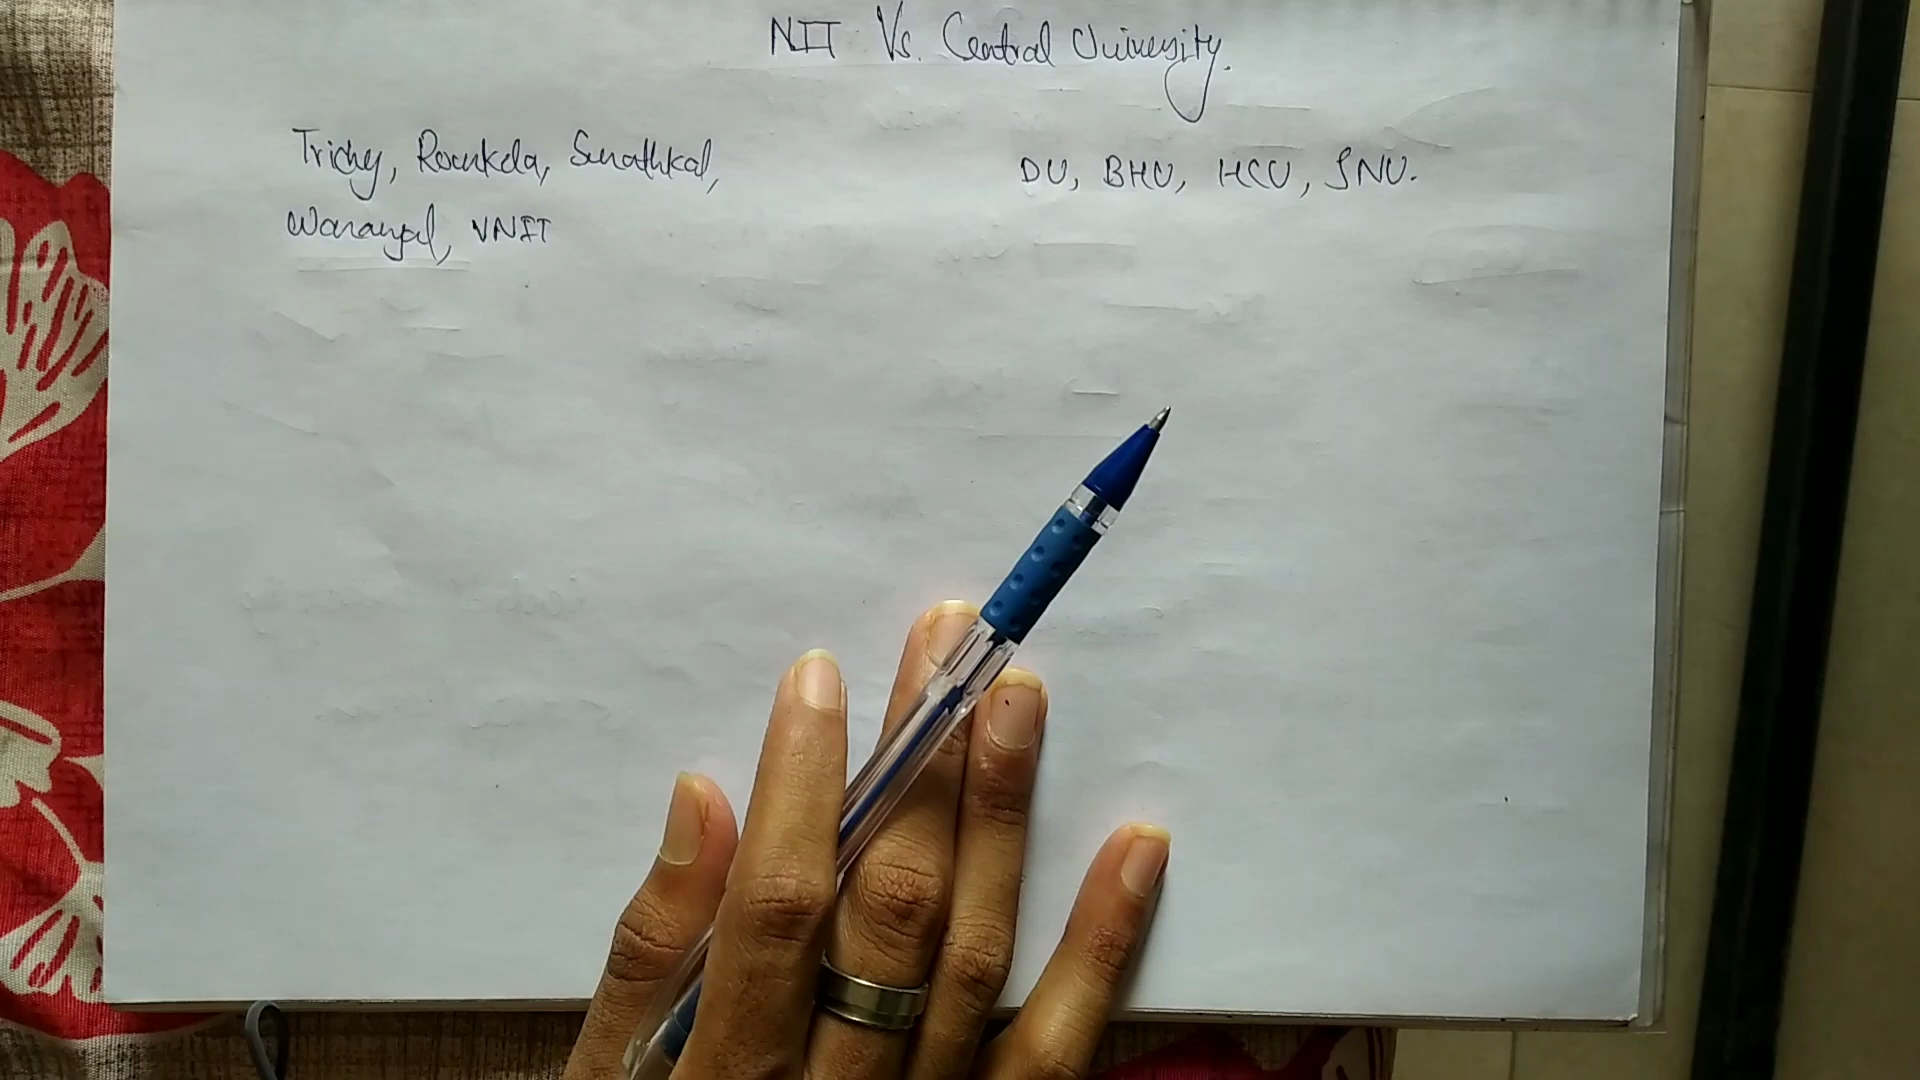 NIT Vs. Central University.
Trichy, Rourkela, Surathkal,
DU, BHU, HCU, JNU.
Warangal, VNIT